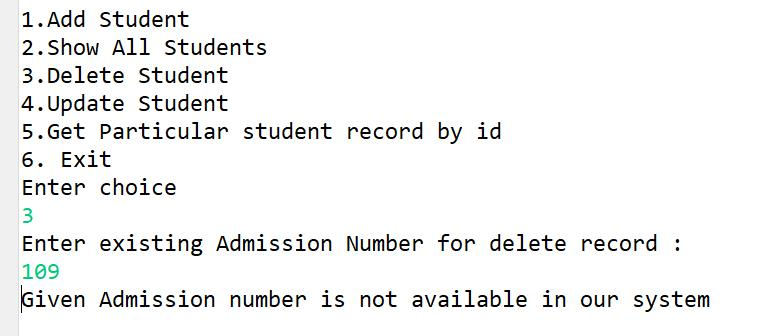 1.Add Student
2.Show All Students
3.Delete Student
4.Update Student
5.Get Particular student record by id
6. Exit
Enter choice
3
Enter existing Admission Number for delete record :
109
Given Admission number is not available in our system